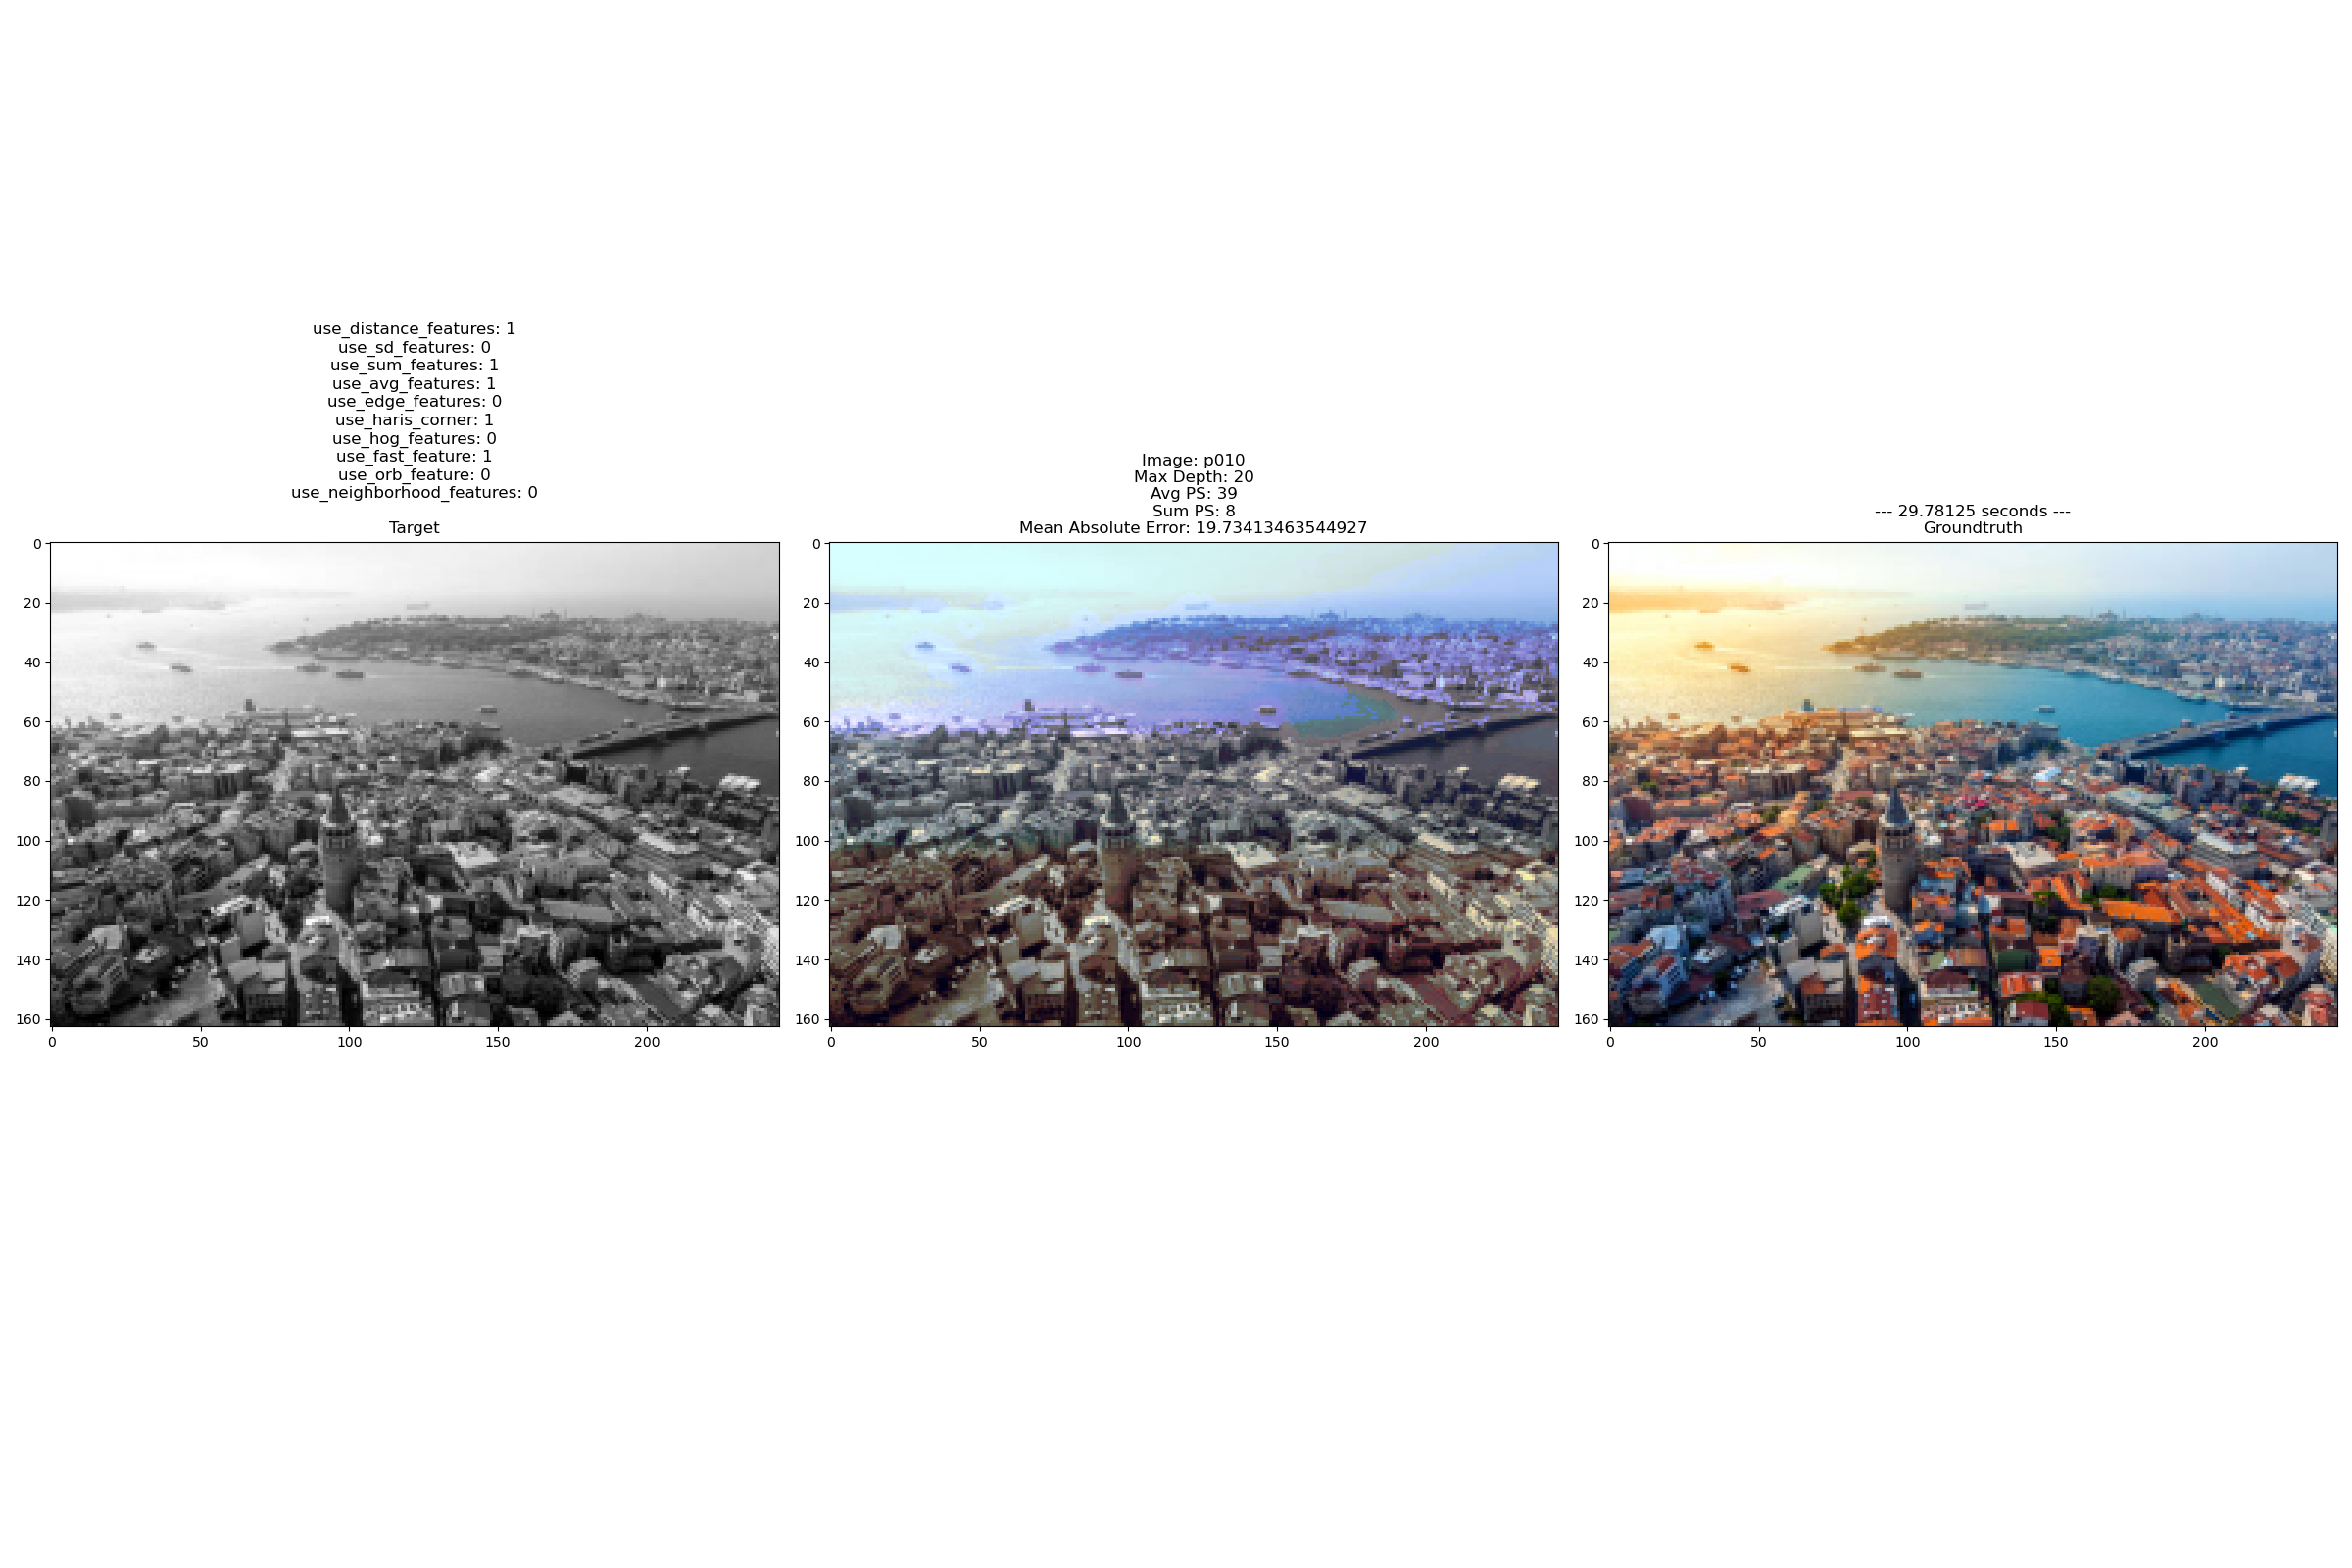 use_distance_features: 1
use_sd_features: 0
use_sum_features: 1
use_avg_features: 1
use_edge_features: 0
use_haris_corner: 1
use_hog_features: 0
use_fast_feature: 1
use_orb_feature: 0
use_neighborhood_features: 0
Target
0
20
40
60
80
100
120
140
160
0 50 100 150 200
Image: p010
Max Depth: 20
Avg PS: 39
Sum PS: 8
Mean Absolute Error: 19.73413463544927
0
20
40
60
80
100
120
140
160
0 50 100 150 200
--- 29.78125 seconds ---
Groundtruth
0
20
40
60
80
100
120
140
160
0 50 100 150 200